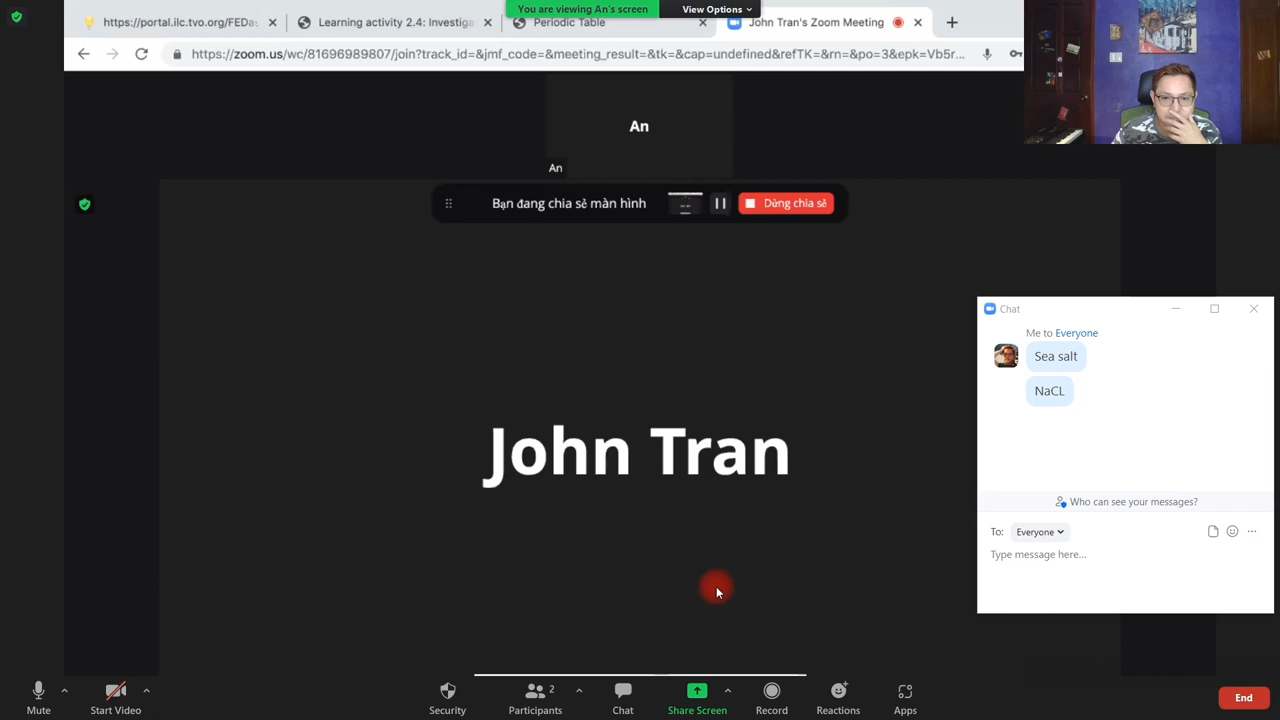 You are viewing An's screen
View Options
https://portal.ilc.tvo.org/FEDas
Learning activity 2.4: Investiga
Periodic Table
John Tran's Zoom Meeting
https://zoom.us/wc/81696989807/join?track_id=&jmf_code=&meeting_result=&tk=&cap=undefined&refTK=&rn=&po=3&epk=Vb5r...
An
An
Bạn đang chia sẻ màn hình
Dừng chia sẻ
John Tran
Chat
Me to Everyone
Sea salt
NaCL
Who can see your messages?
To: Everyone
Type message here...
Mute
Start Video
Security
Participants
2
Chat
Share Screen
Record
Reactions
Apps
End